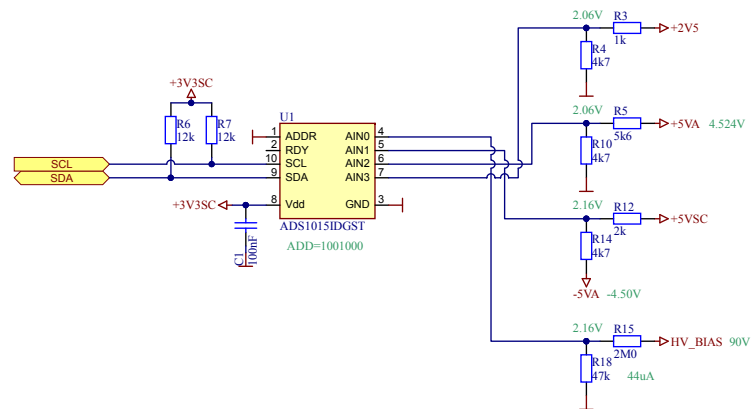 2.06V
R3
+2V5
1k
R4
4k7
+3V3SC
U1
2.06V
R5
+5VA 4.524V
5k6
R6
12k
R7
12k
1 ADDR
2 RDY
10 SCL
9 SDA
8 Vdd
AIN0 4
AIN1 5
AIN2 6
AIN3 7
GND 3
R10
4k7
SCL
SDA
+3V3SC
ADS1015IDGST
ADD=1001000
C1
100nF
2.16V
R12
+5VSC
2k
R14
4k7
-5VA -4.50V
2.16V
R15
HV_BIAS 90V
2M0
R18
47k
44uA